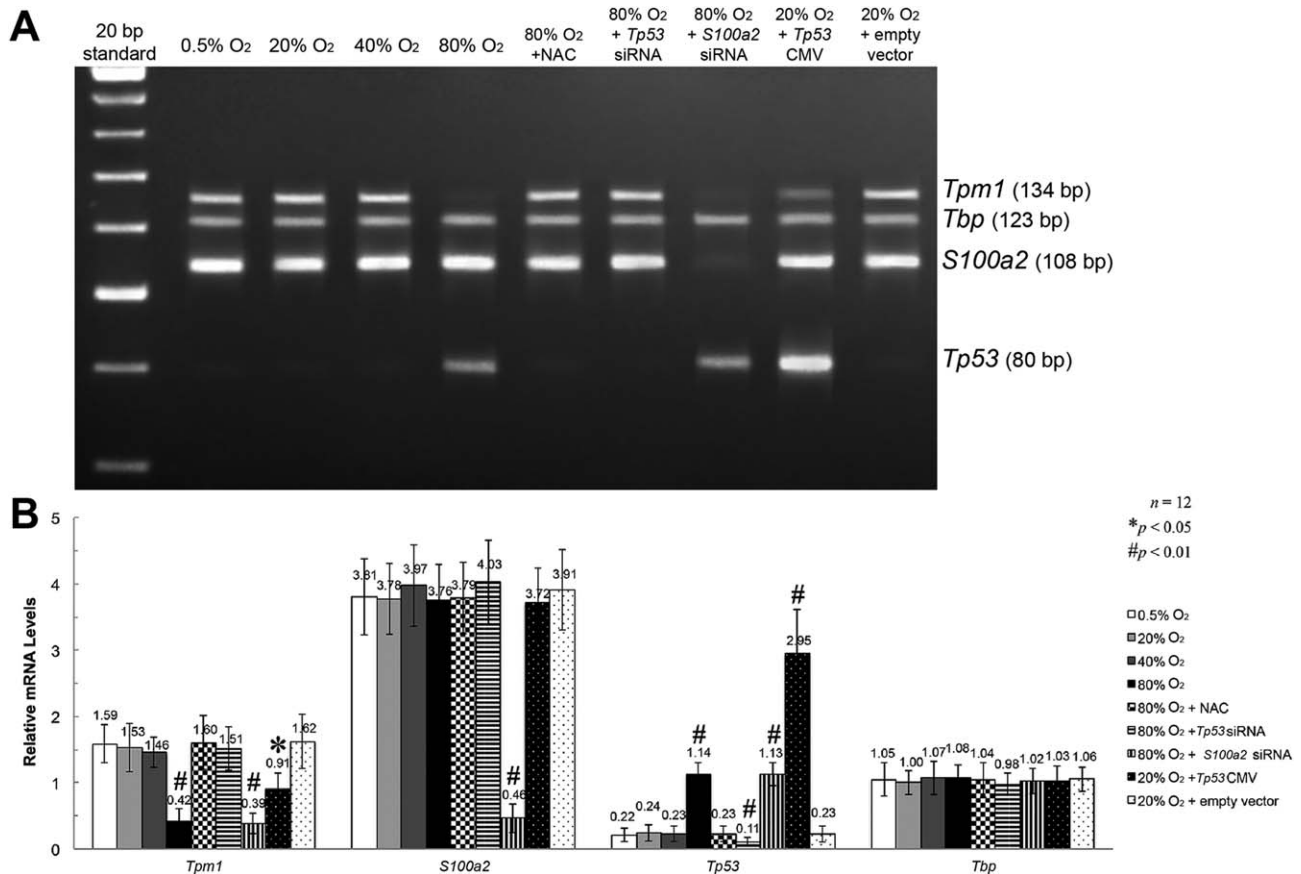 A
20 bp
standard
0.5% O₂
20% O₂
40% O₂
80% O₂
80% O₂
+NAC
80% O₂
+ Tp53
siRNA
80% O₂
+ S100a2
siRNA
20% O₂
+ Tp53
CMV
20% O₂
+ empty
vector
Tpm1 (134 bp)
Tbp (123 bp)
S100a2 (108 bp)
Tp53 (80 bp)
B
Relative mRNA Levels
5
4
3
2
1
0
1.59
1.53
1.46
#
0.42
1.60
1.51
#
0.39
*
0.91
1.62
3.81
3.78
3.97
3.76
3.79
4.03
#
0.46
3.72
3.91
0.22
0.24
0.23
#
1.14
0.23
#
0.11
#
1.13
#
2.95
0.23
1.05
1.00
1.07
1.08
1.04
0.98
1.02
1.03
1.06
Tpm1
S100a2
Tp53
Tbp
n = 12
*p < 0.05
#p < 0.01
0.5% O₂
20% O₂
40% O₂
80% O₂
80% O₂ + NAC
80% O₂ +Tp53siRNA
80% O₂ + S100a2 siRNA
20% O₂ +Tp53CMV
20% O₂ + empty vector